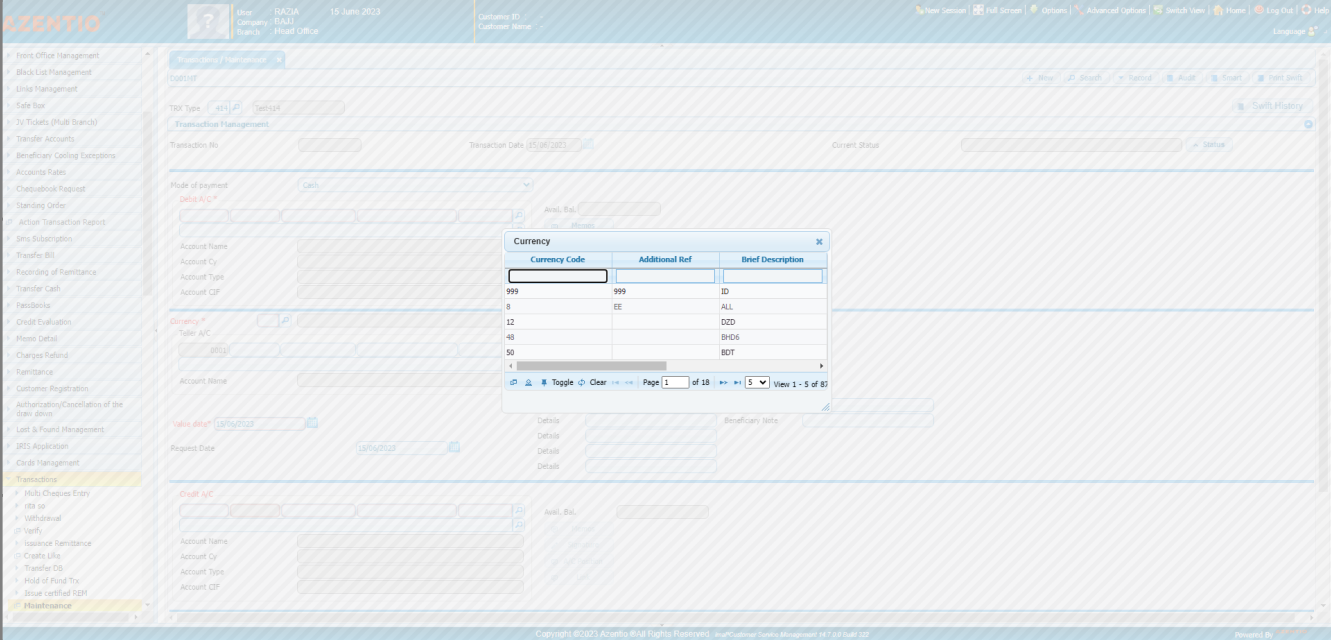 AZENTIO
User : RAZIA 15 June 2023
Company : BAJJ
Branch : Head Office
Customer ID -
Customer Name -
New Session Full Screen Options Advanced Options Switch View Home Log Out Help
Language
Front Office Management
Black List Management
Links Management
Safe Box
JV Tickets (Multi Branch)
Transfer Accounts
Beneficiary Cooling Exceptions
Accounts Rates
Chequebook Request
Standing Order
Action Transaction Report
Sms Subscription
Transfer Bill
Recording of Remittance
Transfer Cash
PassBooks
Credit Evaluation
Memo Detail
Charges Refund
Remittance
Customer Registration
Authorization/Cancellation of the draw down
Lost & Found Management
IRIS Application
Cards Management
Transactions
Multi Cheques Entry
rita so
Withdrawal
Verify
issuance Remittance
Create Like
Transfer DB
Hold of Fund Trx
Issue certified REM
Maintenance
Transactions / Maintenance
D001MT
New Search Record Audit Smart Print Swift
TRX Type 414 Test414 Swift History
Transaction Management
Transaction No Transaction Date 15/06/2023 Current Status Status
Mode of payment Cash
Debit A/C *
Avail. Bal.
Memos
Account Name
Account Cy
Account Type
Account CIF
Currency *
Teller A/C
0001
Account Name
Value date* 15/06/2023
Request Date 15/06/2023
Details Beneficiary Note
Details
Details
Details
Credit A/C
Avail. Bal.
Account Name
Account Cy
Account Type
Account CIF
Currency
Currency Code Additional Ref Brief Description
999 999 ID
8 EE ALL
12 DZD
48 BHD6
50 BDT
Toggle Clear Page 1 of 18 5 View 1 - 5 of 87
Copyright ©2023 Azentio ®All Rights Reserved
Powered By